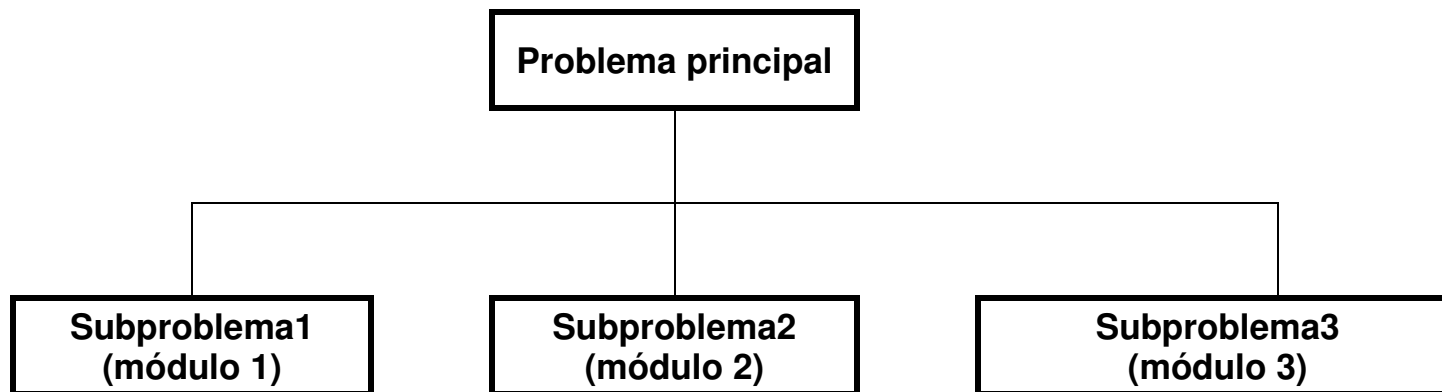 Problema principal
Subproblema1
(módulo 1)
Subproblema2
(módulo 2)
Subproblema3
(módulo 3)